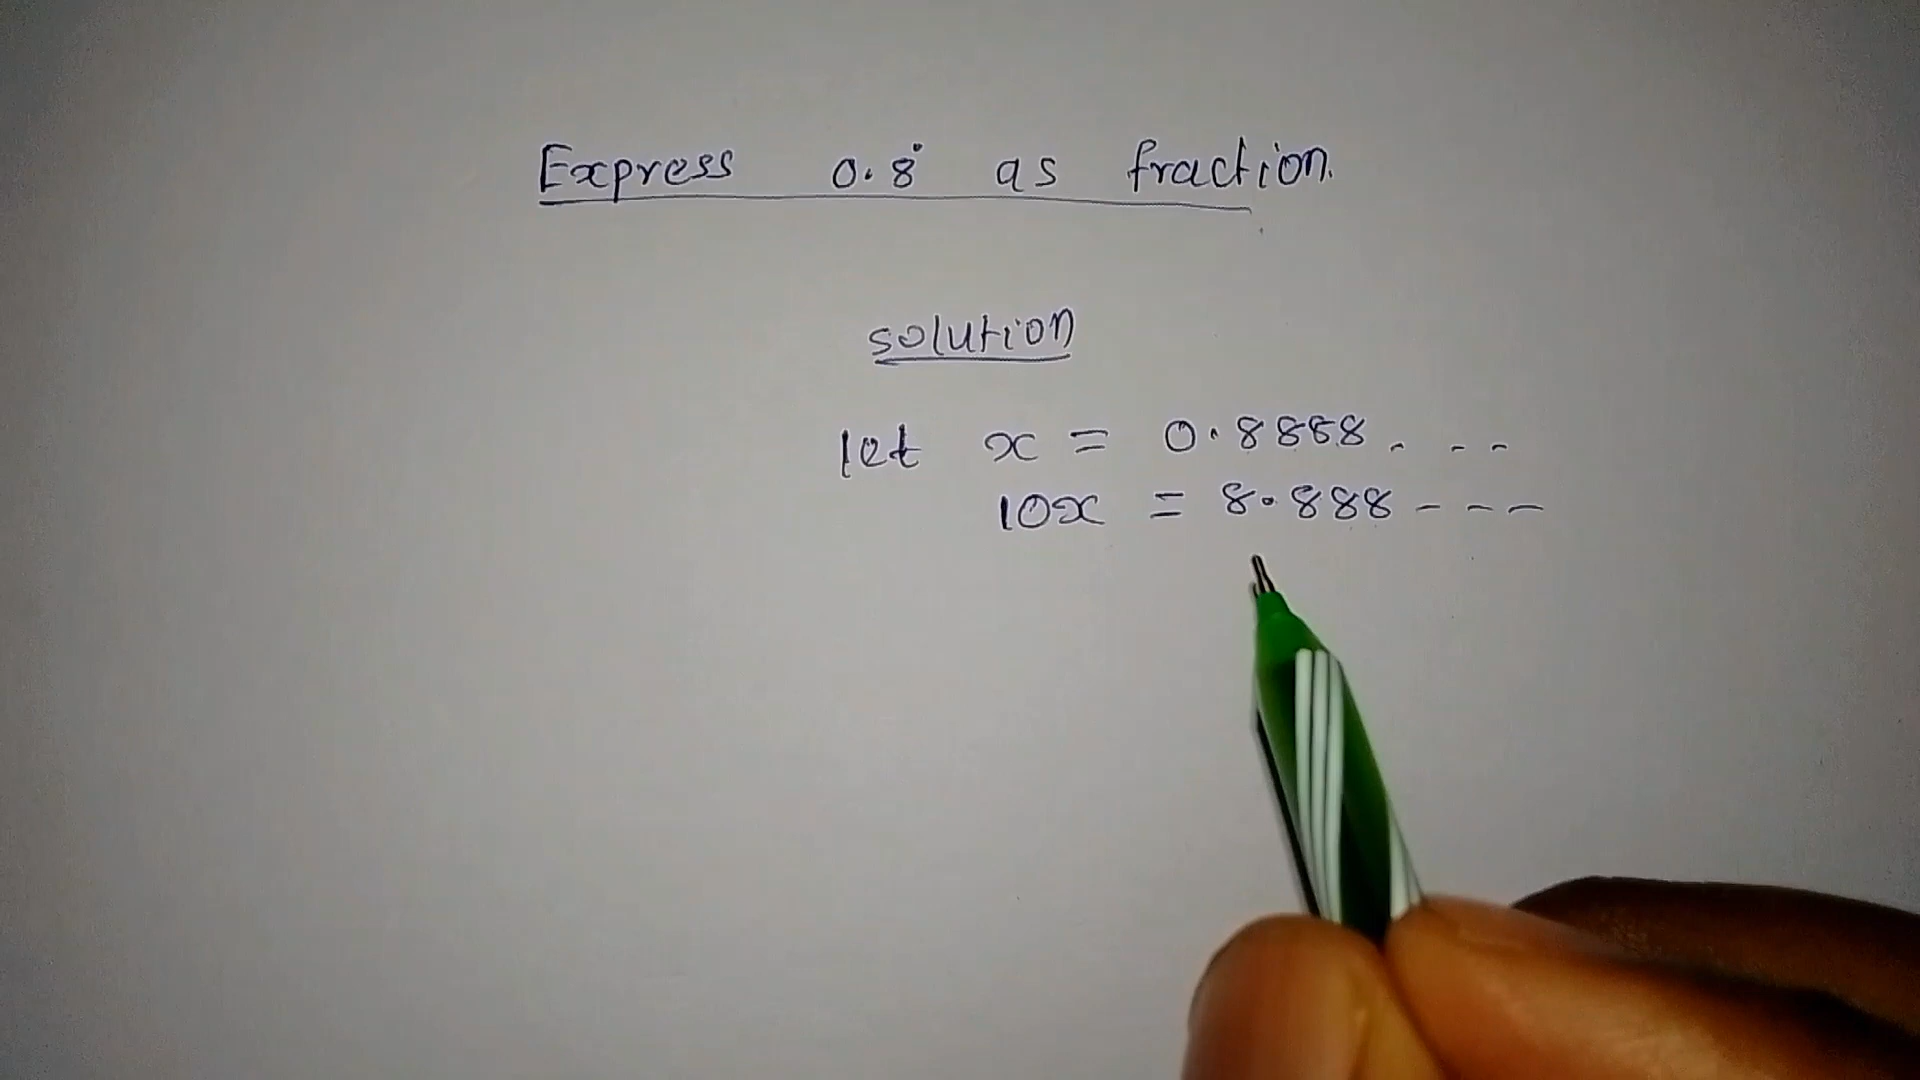 Express 0.8̇ as fraction.
solution
let x = 0.8888. - -
10x = 8.888 - - -